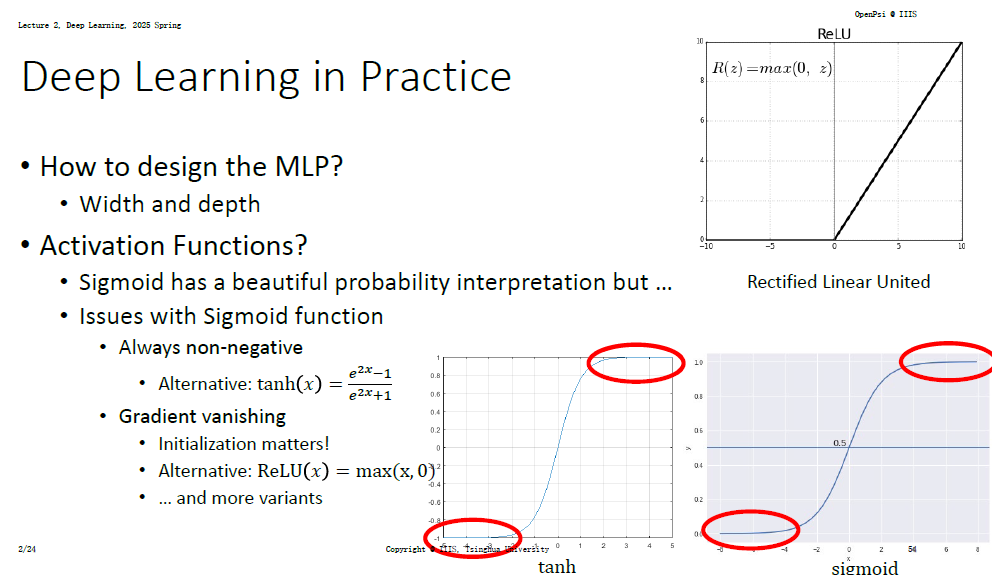 Lecture 2, Deep Learning, 2025 Spring
OpenPsi @ IIIS
Deep Learning in Practice
• How to design the MLP?
• Width and depth
• Activation Functions?
• Sigmoid has a beautiful probability interpretation but …
• Issues with Sigmoid function
• Always non-negative
• Alternative: tanh(x) = e^{2x}−1 / e^{2x}+1
• Gradient vanishing
• Initialization matters!
• Alternative: ReLU(x) = max(x, 0)
• … and more variants
ReLU
R(z)=max(0, z)
10
8
6
4
2
0
−10 −5 0 5 10
Rectified Linear United
1
0.8
0.6
0.4
0.2
0
-0.2
-0.4
-0.6
-0.8
-1
-1 0 1 2 3 4 5
tanh
1.0
0.8
0.6
0.5
0.4
0.2
0.0
y
−4 −2 0 2 6 8
x
sigmoid
2/24
Copyright @ IIIS, Tsinghua University
54